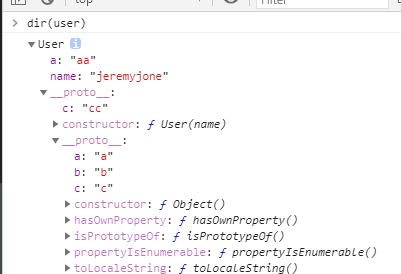 top
Filter
> dir(user)
▼User i
a: "aa"
name: "jeremyjone"
▼__proto__:
c: "cc"
▶constructor: ƒ User(name)
▼__proto__:
a: "a"
b: "b"
c: "c"
▶constructor: ƒ Object()
▶hasOwnProperty: ƒ hasOwnProperty()
▶isPrototypeOf: ƒ isPrototypeOf()
▶propertyIsEnumerable: ƒ propertyIsEnumerable()
▶toLocaleString: ƒ toLocaleString()